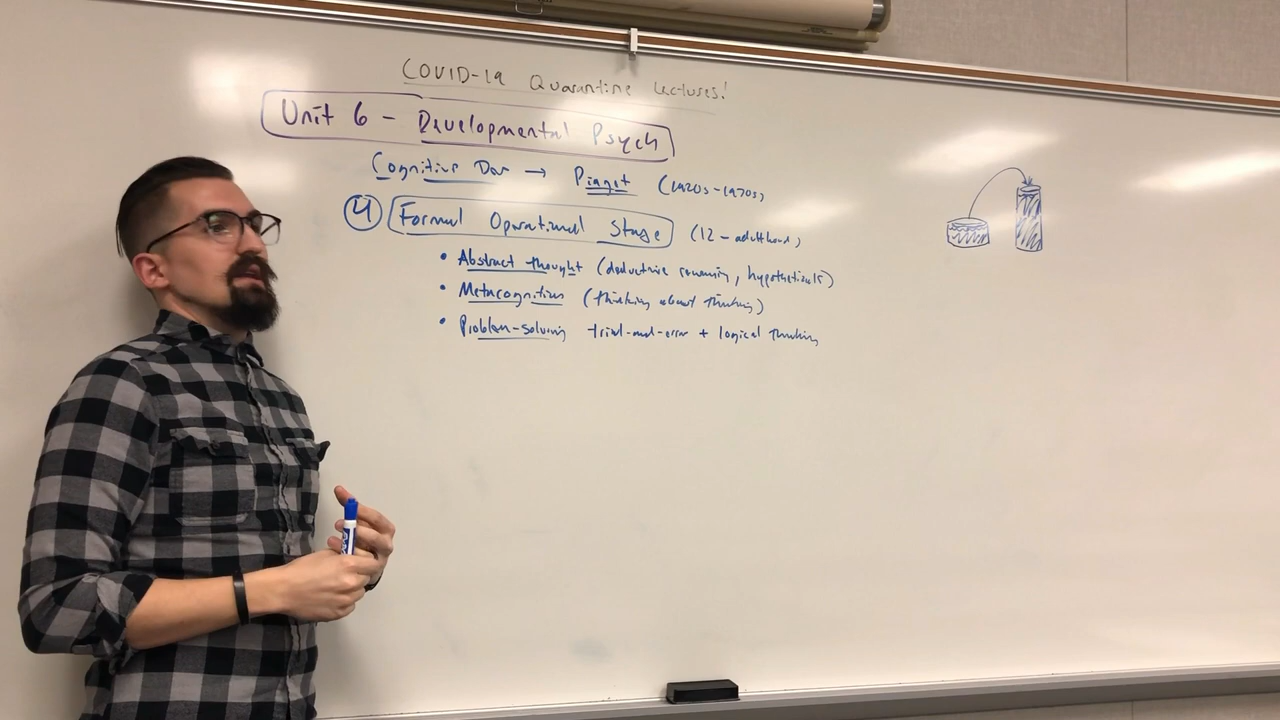 COVID-19 Quarantine Lectures!
Unit 6 - Developmental Psych
Cognitive Dev → Piaget (1920s-1970s)
4 Formal Operational Stage (12-adulthood)
• Abstract thought (deductive reasoning, hypotheticals)
• Metacognition (thinking about thinking)
• Problem-solving trial-and-error + logical thinking